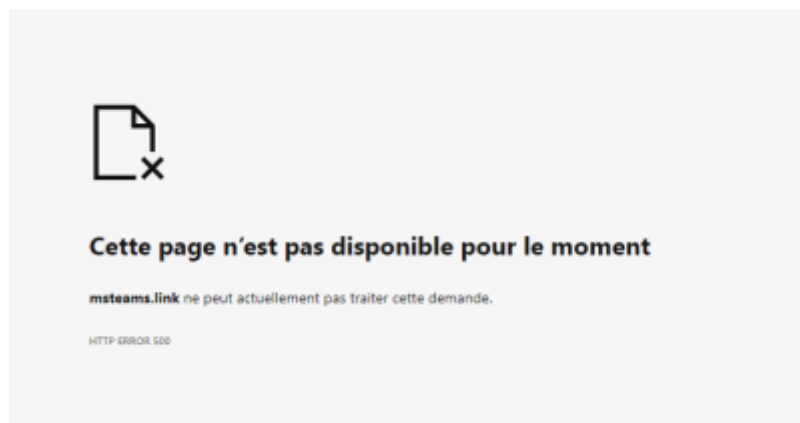 Cette page n’est pas disponible pour le moment
msteams.link ne peut actuellement pas traiter cette demande.
HTTP ERROR 500